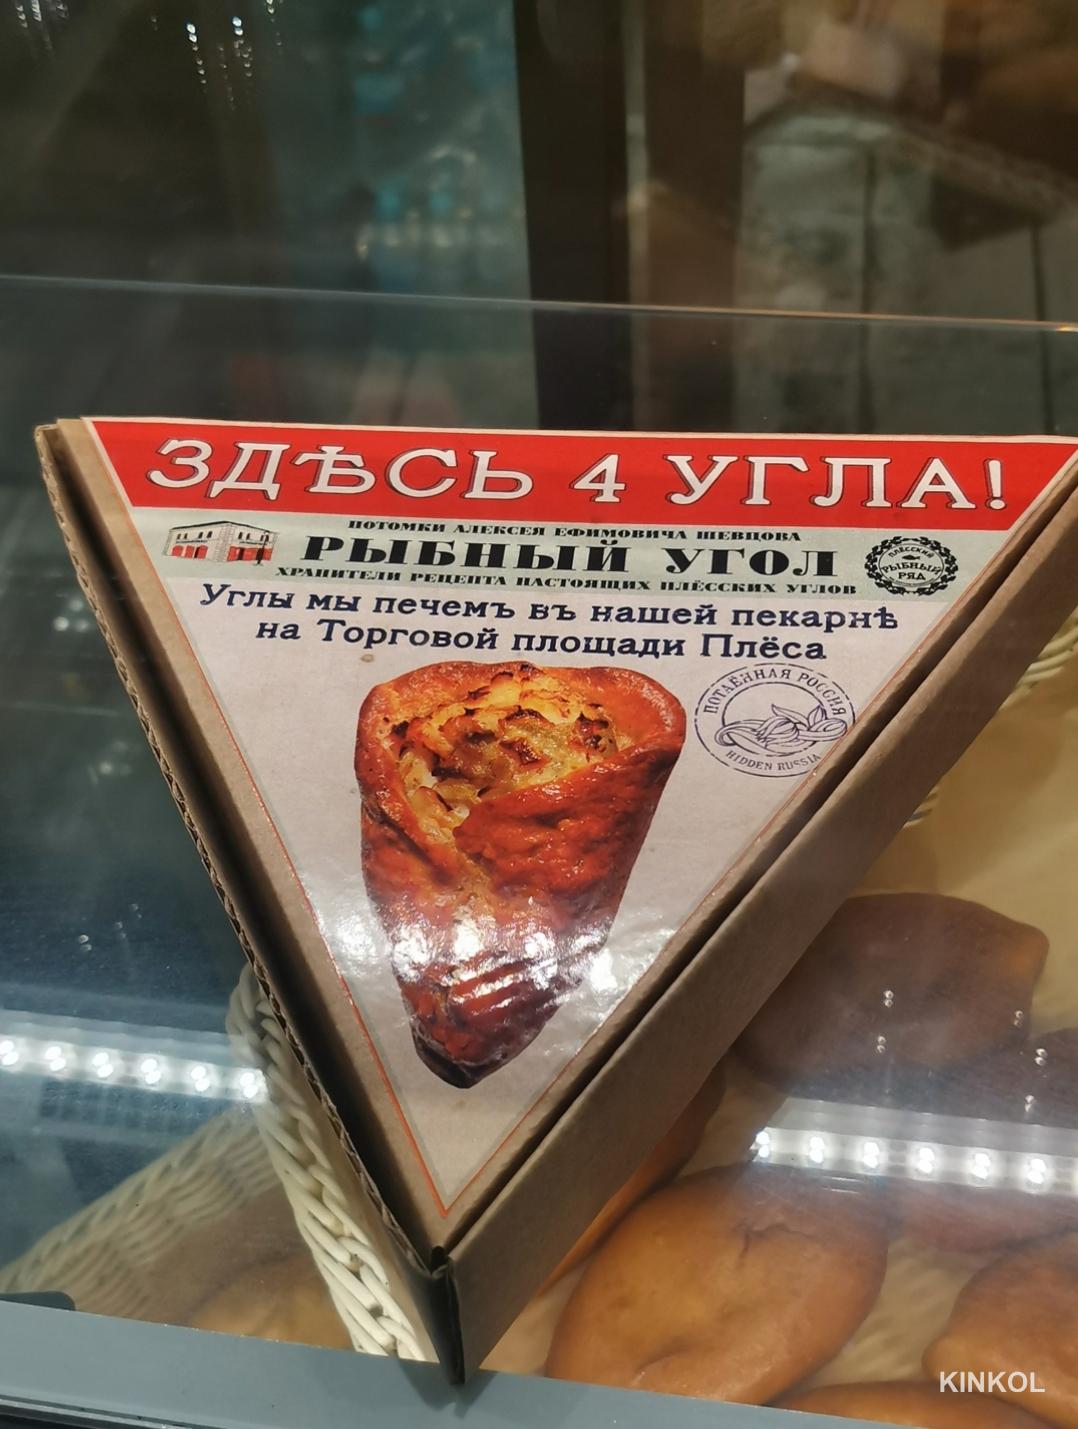 ЗДѢСЬ 4 УГЛА!
ПОТОМКИ АЛЕКСЕЯ ЕФИМОВИЧА ШЕВЦОВА
РЫБНЫЙ УГОЛ
ХРАНИТЕЛИ РЕЦЕПТА НАСТОЯЩИХ ПЛЁССКИХ УГЛОВ
ПЛЁССКИЙ
РЫБНЫЙ
РЯД
Углы мы печемъ въ нашей пекарнѣ
на Торговой площади Плёса
ПОТАЁННАЯ РОССИЯ
HIDDEN RUSSIA
KINKOL